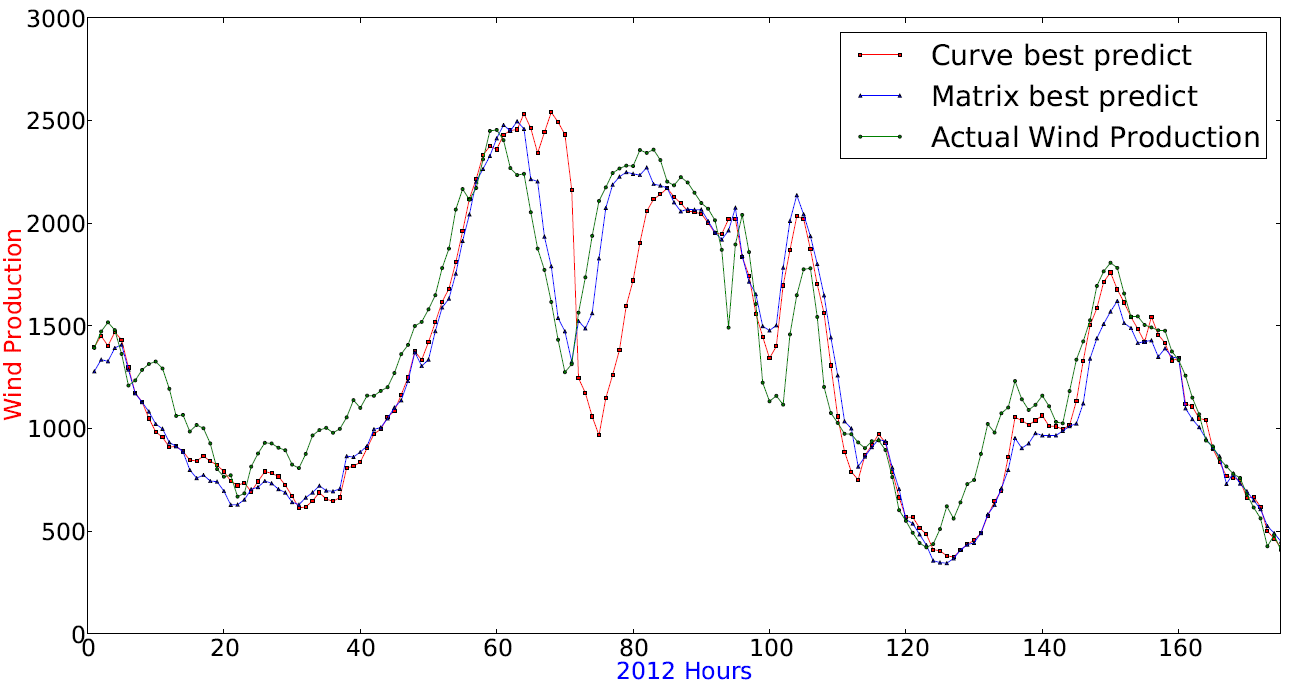 3000
2500
2000
1500
1000
500
0
Wind Production
Curve best predict
Matrix best predict
Actual Wind Production
0 20 40 60 80 100 120 140 160
2012 Hours